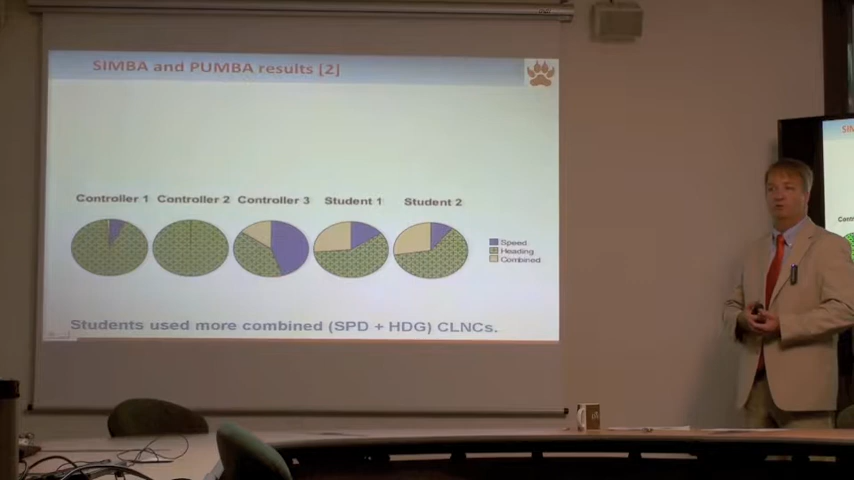 SIMBA and PUMBA results [2]
Controller 1 Controller 2 Controller 3 Student 1 Student 2
Speed
Heading
Combined
Students used more combined (SPD + HDG) CLNCs.